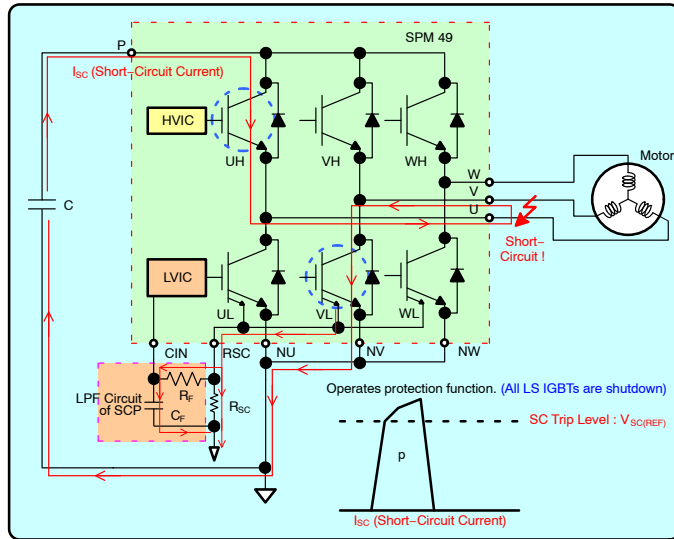 SPM 49
P
I_SC (Short−Circuit Current)
HVIC
UH
VH
WH
Motor
W
V
U
C
Short−
Circuit !
LVIC
UL
VL
WL
CIN
RSC
NU
NV
NW
LPF Circuit
of SCP
R_F
C_F
R_SC
Operates protection function. (All LS IGBTs are shutdown)
SC Trip Level : V_SC(REF)
p
I_SC (Short−Circuit Current)